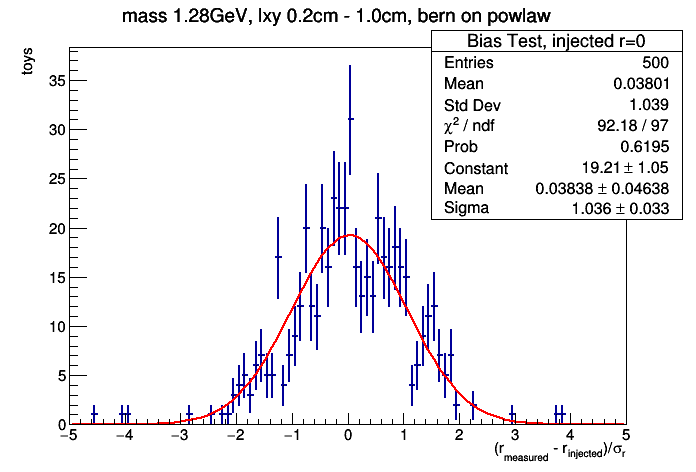 mass 1.28GeV, lxy 0.2cm - 1.0cm, bern on powlaw
Bias Test, injected r=0
Entries 500
Mean 0.03801
Std Dev 1.039
χ² / ndf 92.18 / 97
Prob 0.6195
Constant 19.21 ± 1.05
Mean 0.03838 ± 0.04638
Sigma 1.036 ± 0.033
toys
35
30
25
20
15
10
5
0
−5 −4 −3 −2 −1 0 1 2 3 4 5
(r_measured - r_injected)/σ_r